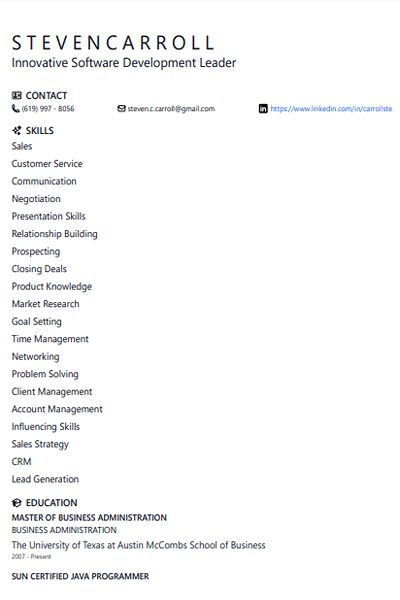 STEVENCARROLL
Innovative Software Development Leader
CONTACT
(619) 997 - 8056 steven.c.carroll@gmail.com https://www.linkedin.com/in/carrollste
SKILLS
Sales
Customer Service
Communication
Negotiation
Presentation Skills
Relationship Building
Prospecting
Closing Deals
Product Knowledge
Market Research
Goal Setting
Time Management
Networking
Problem Solving
Client Management
Account Management
Influencing Skills
Sales Strategy
CRM
Lead Generation
EDUCATION
MASTER OF BUSINESS ADMINISTRATION
BUSINESS ADMINISTRATION
The University of Texas at Austin McCombs School of Business
2007 - Present
SUN CERTIFIED JAVA PROGRAMMER